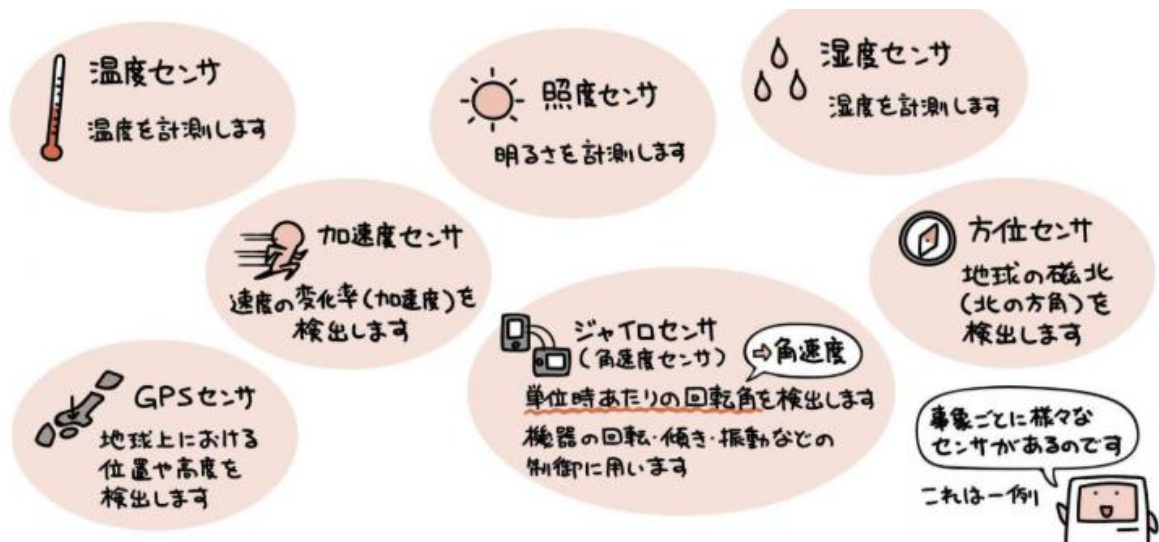 温度センサ
温度を計測します
照度センサ
明るさを計測します
湿度センサ
湿度を計測します
加速度センサ
速度の変化率(加速度)を
検出します
方位センサ
地球の磁北
(北の方角)を
検出します
GPSセンサ
地球上における
位置や高度を
検出します
ジャイロセンサ
(角速度センサ)
⇨角速度
単位時あたりの回転角を検出します
機器の回転・傾き・振動などの
制御に用います
事象ごとに様々な
センサがあるのです
これは一例